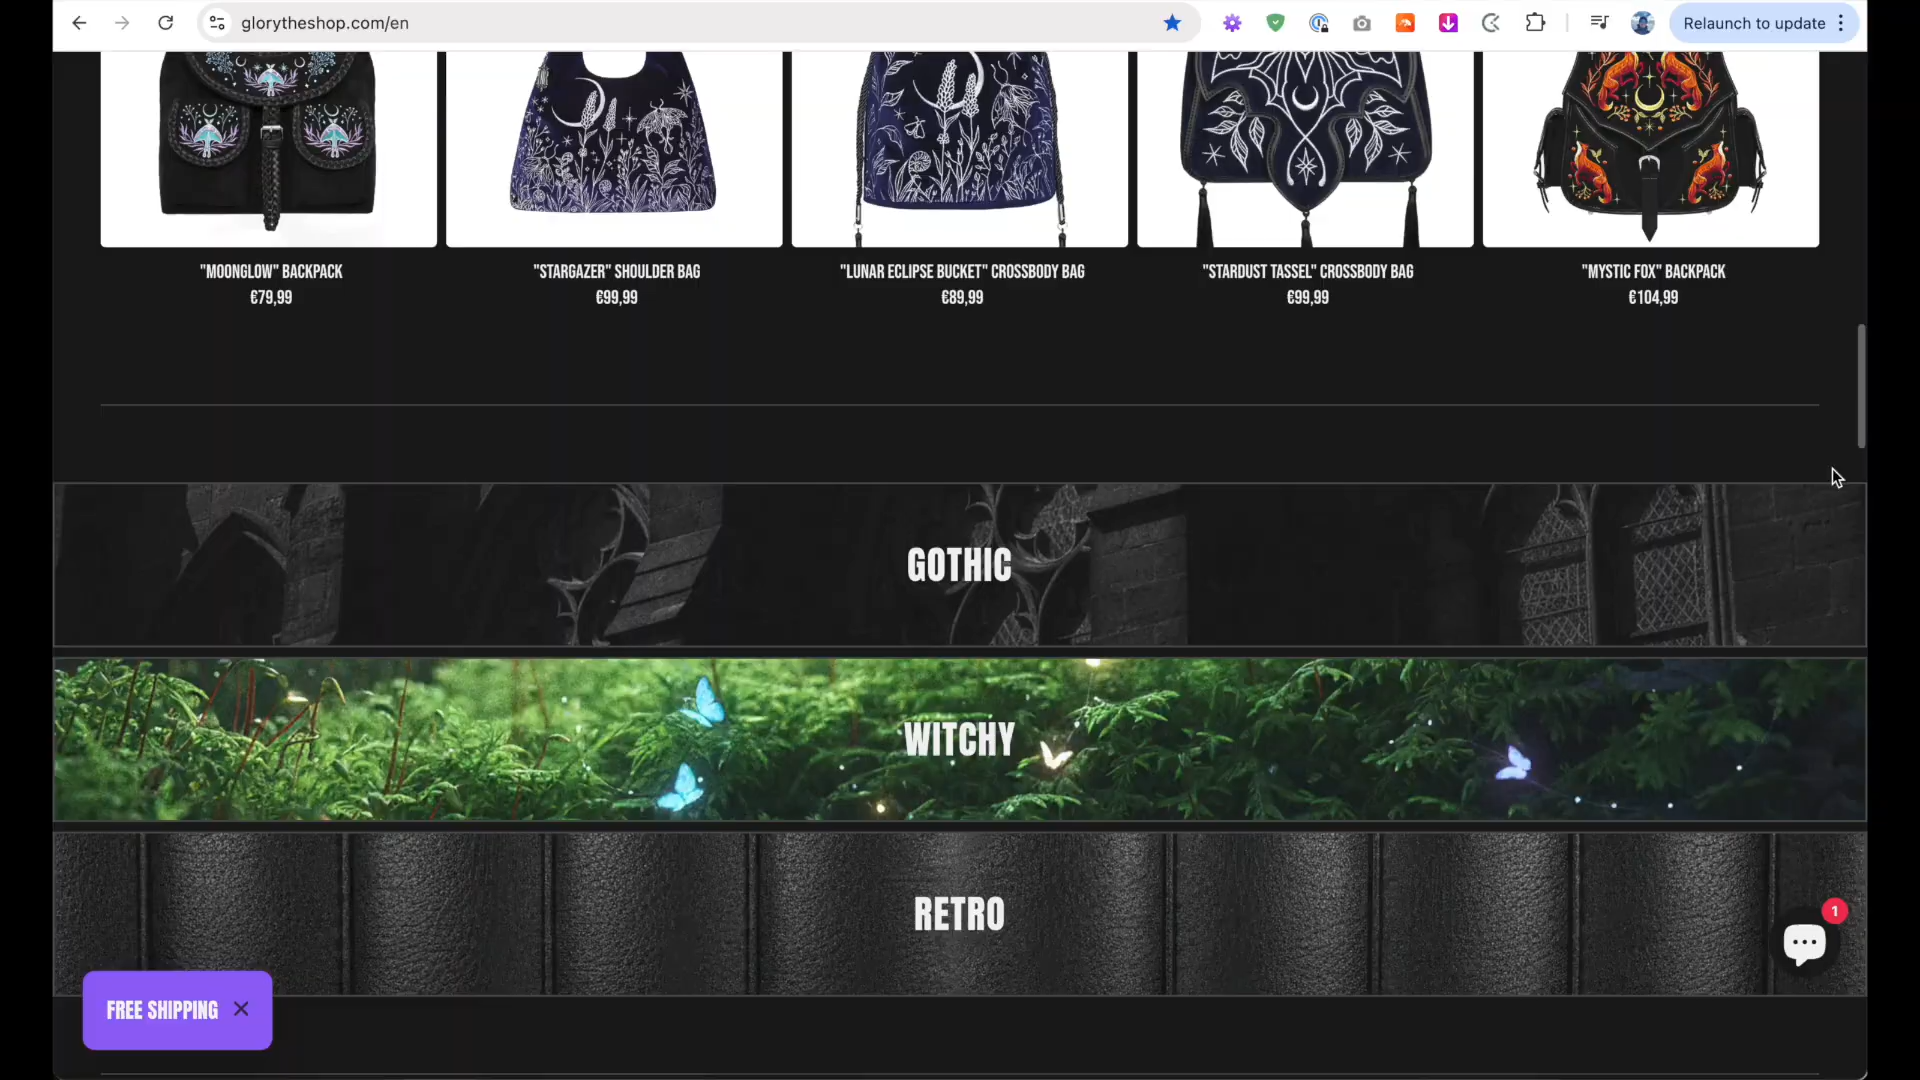 glorytheshop.com/en
Relaunch to update
"MOONGLOW" BACKPACK
€79,99
"STARGAZER" SHOULDER BAG
€99,99
"LUNAR ECLIPSE BUCKET" CROSSBODY BAG
€89,99
"STARDUST TASSEL" CROSSBODY BAG
€99,99
"MYSTIC FOX" BACKPACK
€104,99
GOTHIC
WITCHY
RETRO
1
FREE SHIPPING